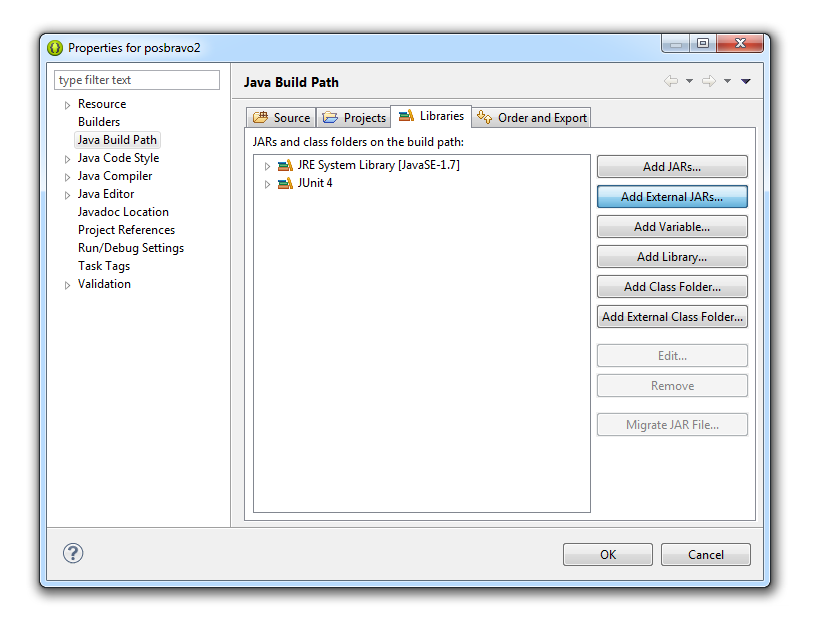 Properties for posbravo2
type filter text
Resource
Builders
Java Build Path
Java Code Style
Java Compiler
Java Editor
Javadoc Location
Project References
Run/Debug Settings
Task Tags
Validation
Java Build Path
Source Projects Libraries Order and Export
JARs and class folders on the build path:
JRE System Library [JavaSE-1.7]
JUnit 4
Add JARs...
Add External JARs...
Add Variable...
Add Library...
Add Class Folder...
Add External Class Folder...
Edit...
Remove
Migrate JAR File...
?
OK Cancel